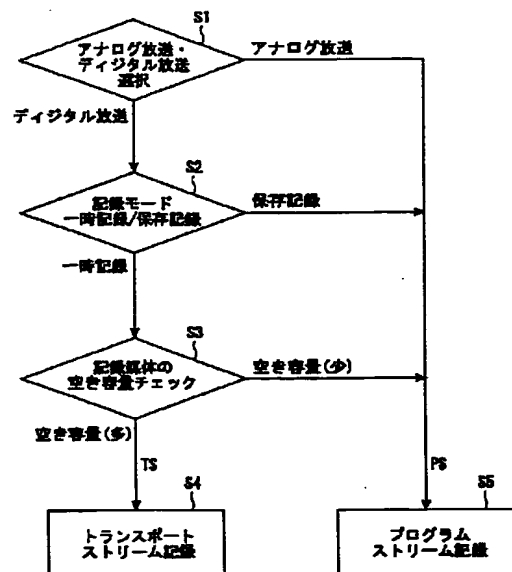 S1
アナログ放送・
ディジタル放送
選択
アナログ放送
ディジタル放送
S2
記録モード
一時記録/保存記録
保存記録
一時記録
S3
記録媒体の
空き容量チェック
空き容量(少)
空き容量(多)
TS
PS
S4
トランスポート
ストリーム記録
S5
プログラム
ストリーム記録